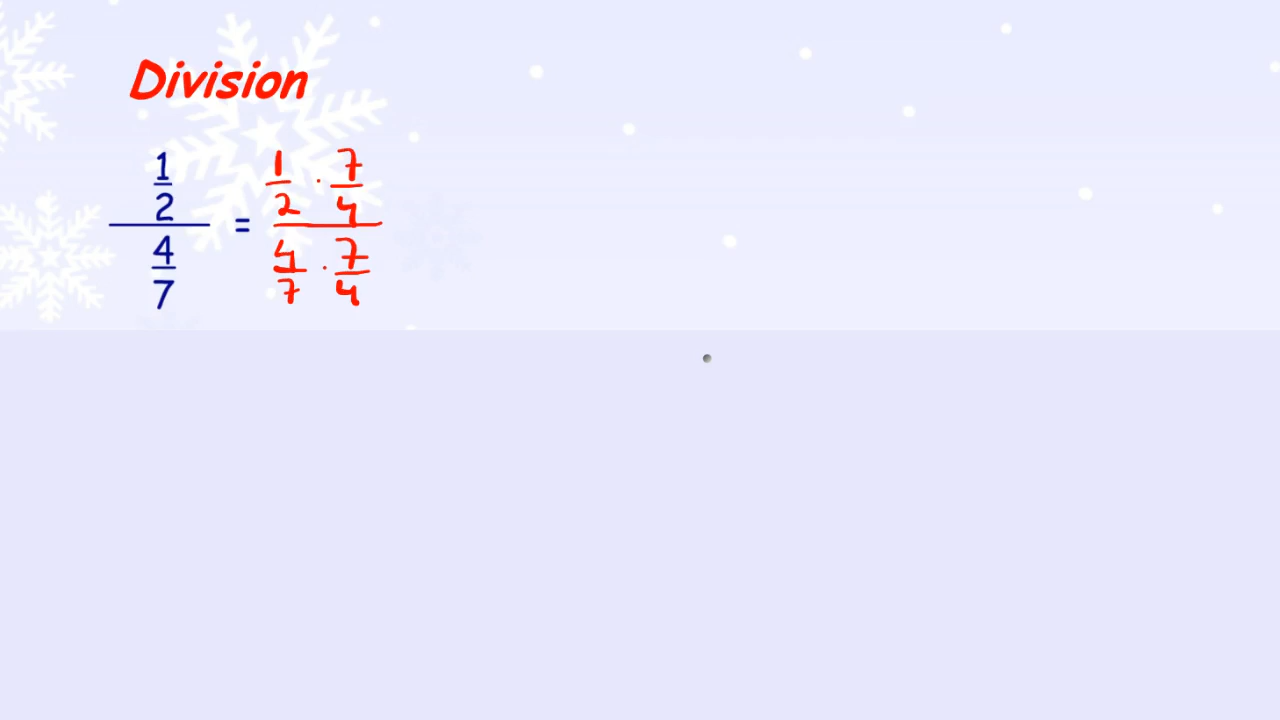 Division
1 1 7
2 = 2 · 4
4 4 7
7 7 · 4